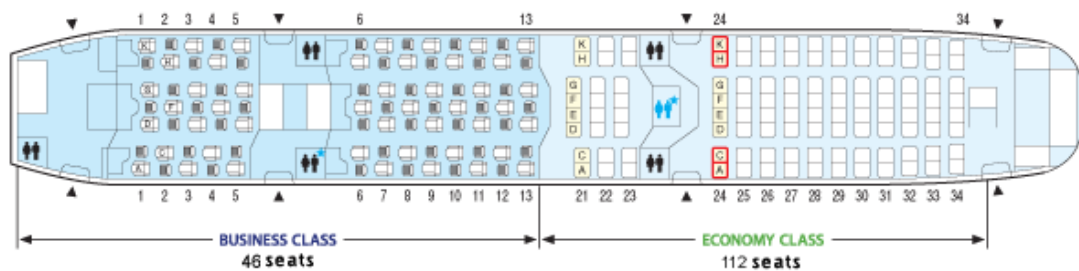 1 2 3 4 5 6 13 24 34
K K H K H
H
G G G
F F F
E E
D D D
C C C
A A A
1 2 3 4 5 6 7 8 9 10 11 12 13 21 22 23 24 25 26 27 28 29 30 31 32 33 34
BUSINESS CLASS ECONOMY CLASS
46 seats 112 seats